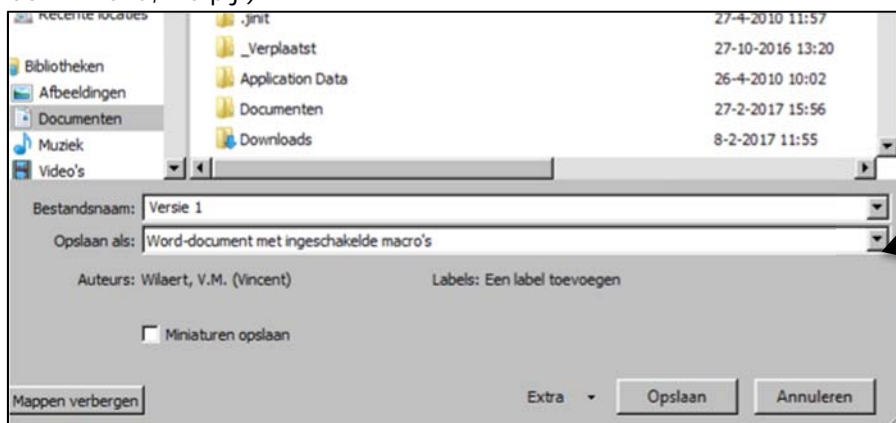 Recente locaties
.jinit 27-4-2010 11:57
_Verplaatst 27-10-2016 13:20
Bibliotheken
Application Data 26-4-2010 10:02
Afbeeldingen
Documenten
Documenten 27-2-2017 15:56
Muziek
Downloads 8-2-2017 11:55
Video's
Bestandsnaam: Versie 1
Opslaan als: Word-document met ingeschakelde macro's
Auteurs: Wilaert, V.M. (Vincent) Labels: Een label toevoegen
Miniaturen opslaan
Mappen verbergen Extra Opslaan Annuleren